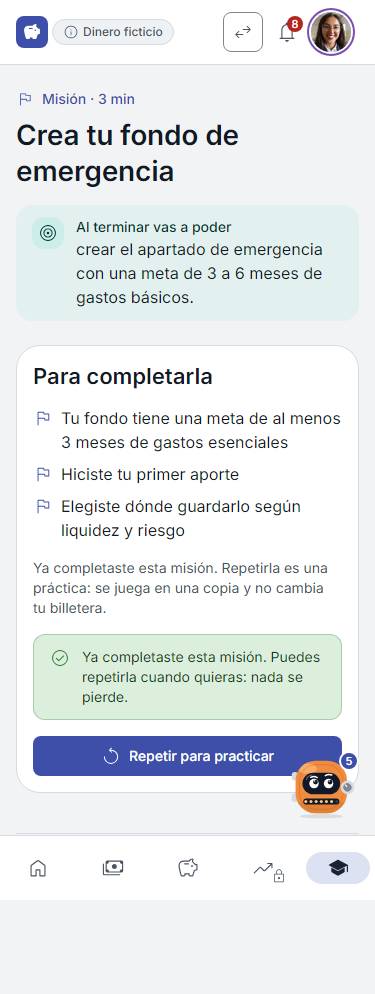 Dinero ficticio
8
Misión · 3 min
Crea tu fondo de
emergencia
Al terminar vas a poder
crear el apartado de emergencia
con una meta de 3 a 6 meses de
gastos básicos.
Para completarla
Tu fondo tiene una meta de al menos
3 meses de gastos esenciales
Hiciste tu primer aporte
Elegiste dónde guardarlo según
liquidez y riesgo
Ya completaste esta misión. Repetirla es una
práctica: se juega en una copia y no cambia
tu billetera.
Ya completaste esta misión. Puedes
repetirla cuando quieras: nada se
pierde.
Repetir para practicar
5